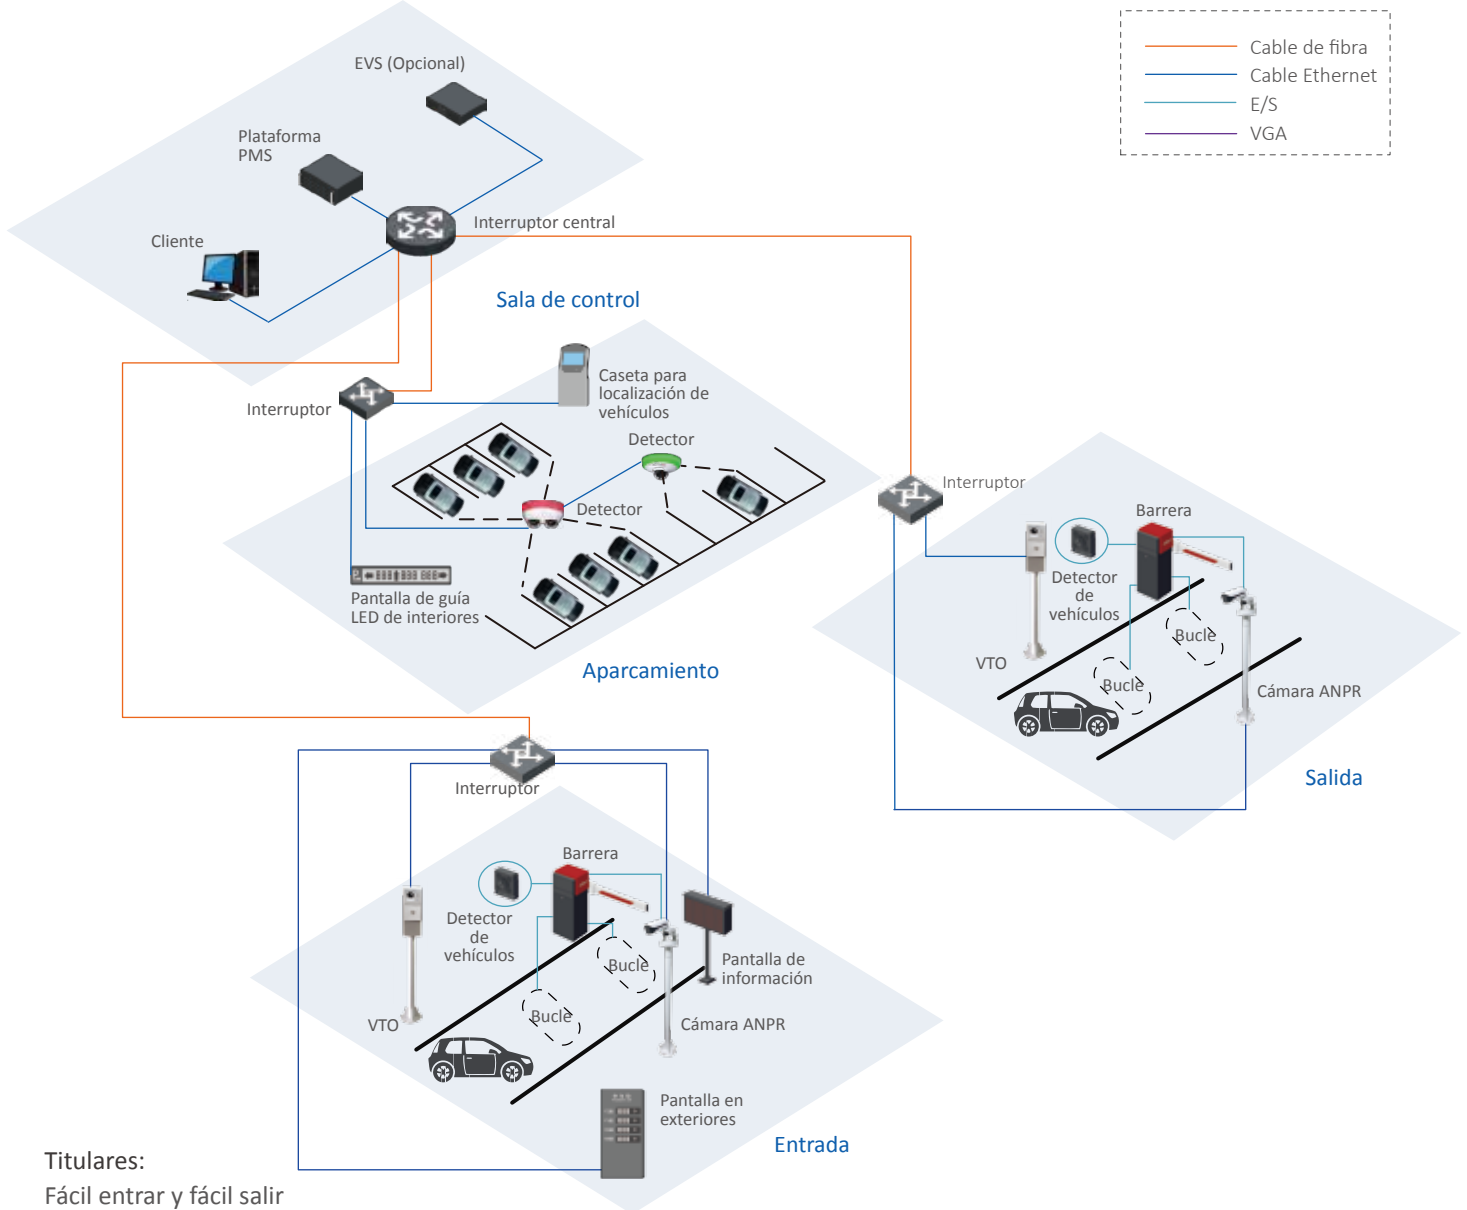 Cable de fibra
Cable Ethernet
E/S
VGA
EVS (Opcional)
Plataforma
PMS
Interruptor central
Cliente
Sala de control
Interruptor
Caseta para
localización de
vehículos
Detector
Detector
Pantalla de guía
LED de interiores
Aparcamiento
Interruptor
Barrera
Detector
de
vehículos
Bucle
VTO
Bucle
Cámara ANPR
Salida
Interruptor
Barrera
Detector
de
vehículos
Bucle
Pantalla de
información
Bucle
VTO
Cámara ANPR
Pantalla en
exteriores
Entrada
Titulares:
Fácil entrar y fácil salir